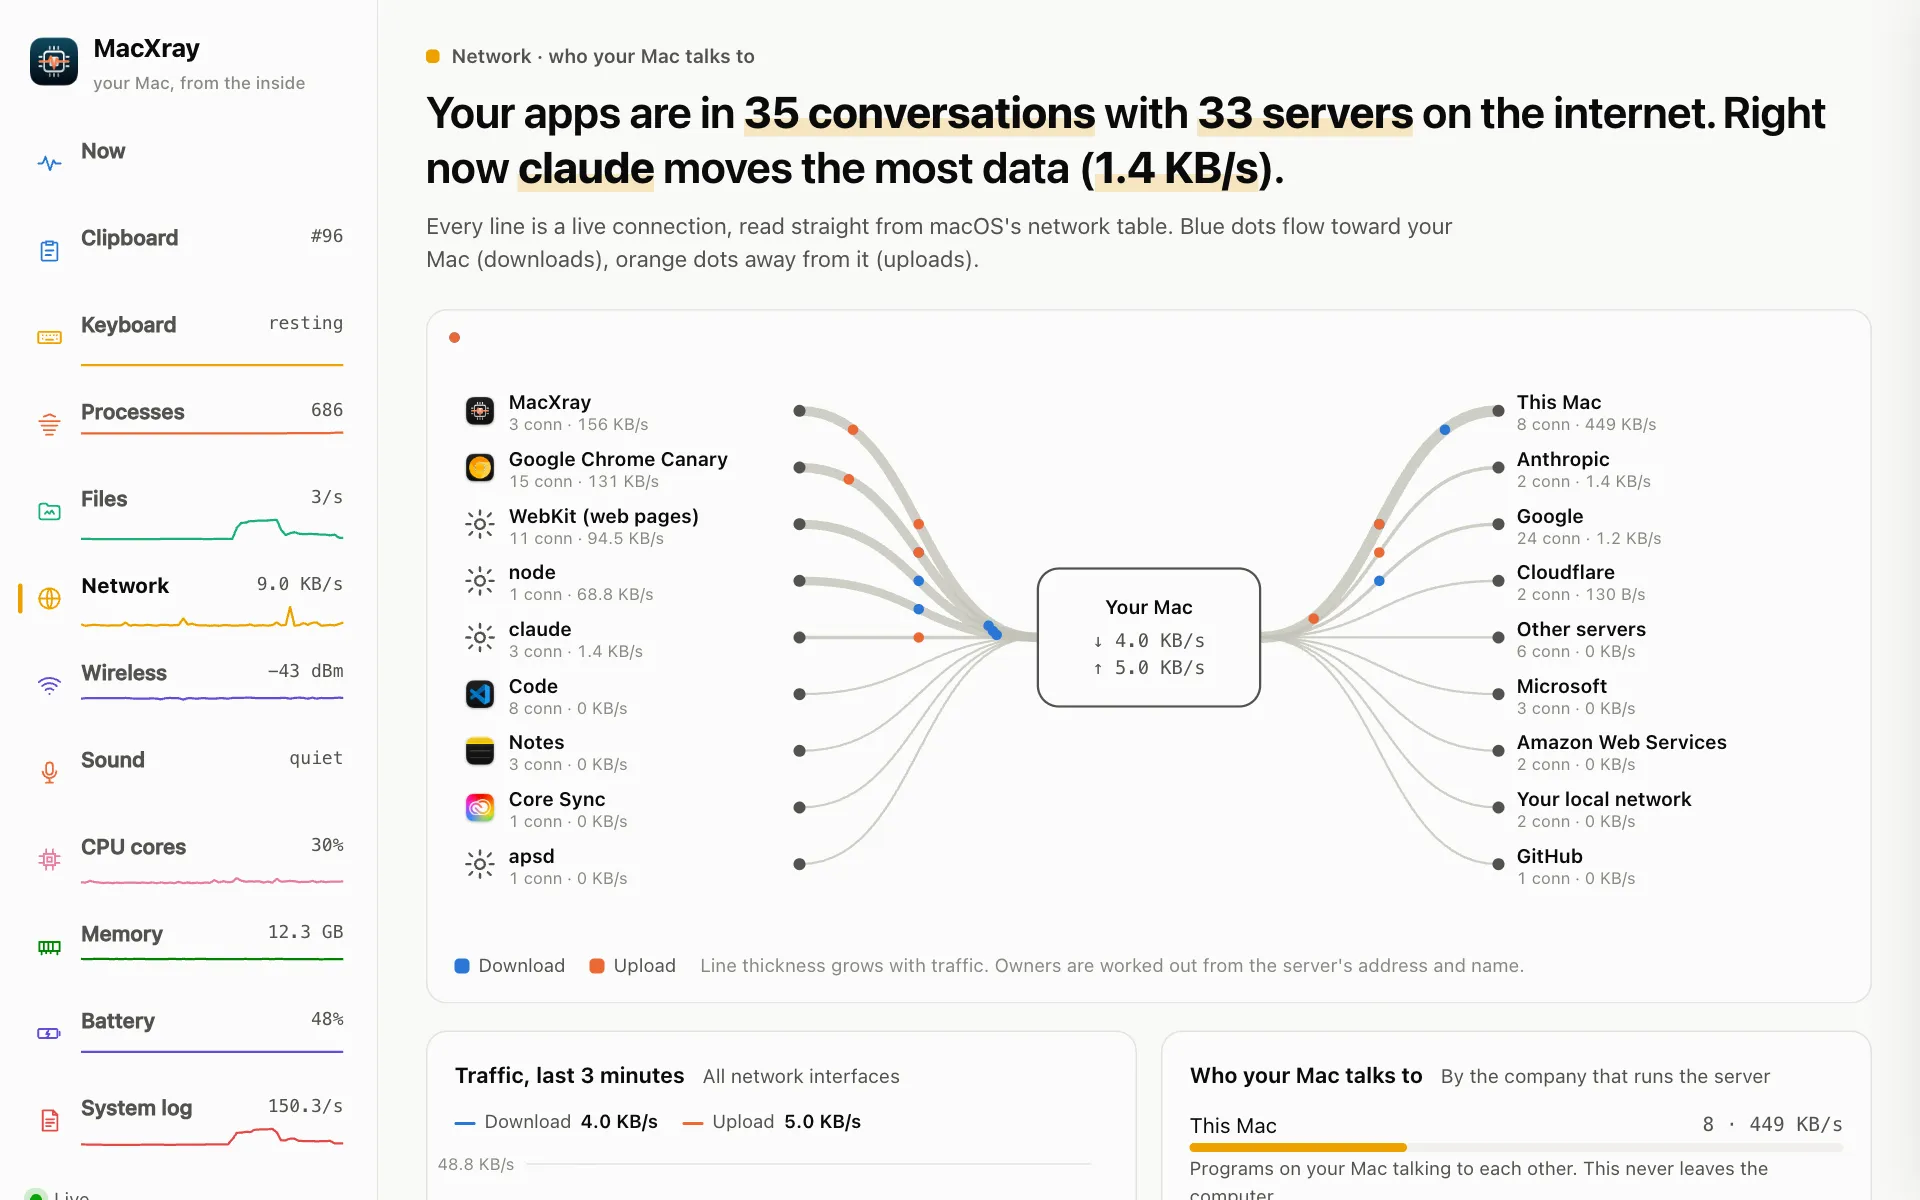 MacXray
your Mac, from the inside
Now
Clipboard #96
Keyboard resting
Processes 686
Files 3/s
Network 9.0 KB/s
Wireless −43 dBm
Sound quiet
CPU cores 30%
Memory 12.3 GB
Battery 48%
System log 150.3/s
Live
Network · who your Mac talks to
Your apps are in 35 conversations with 33 servers on the internet. Right
now claude moves the most data (1.4 KB/s).
Every line is a live connection, read straight from macOS's network table. Blue dots flow toward your
Mac (downloads), orange dots away from it (uploads).
MacXray
3 conn · 156 KB/s
Google Chrome Canary
15 conn · 131 KB/s
WebKit (web pages)
11 conn · 94.5 KB/s
node
1 conn · 68.8 KB/s
claude
3 conn · 1.4 KB/s
Code
8 conn · 0 KB/s
Notes
3 conn · 0 KB/s
Core Sync
1 conn · 0 KB/s
apsd
1 conn · 0 KB/s
Your Mac
↓ 4.0 KB/s
↑ 5.0 KB/s
This Mac
8 conn · 449 KB/s
Anthropic
2 conn · 1.4 KB/s
Google
24 conn · 1.2 KB/s
Cloudflare
2 conn · 130 B/s
Other servers
6 conn · 0 KB/s
Microsoft
3 conn · 0 KB/s
Amazon Web Services
2 conn · 0 KB/s
Your local network
2 conn · 0 KB/s
GitHub
1 conn · 0 KB/s
Download Upload Line thickness grows with traffic. Owners are worked out from the server's address and name.
Traffic, last 3 minutes All network interfaces
Download 4.0 KB/s Upload 5.0 KB/s
48.8 KB/s
Who your Mac talks to By the company that runs the server
This Mac 8 · 449 KB/s
Programs on your Mac talking to each other. This never leaves the
computer.